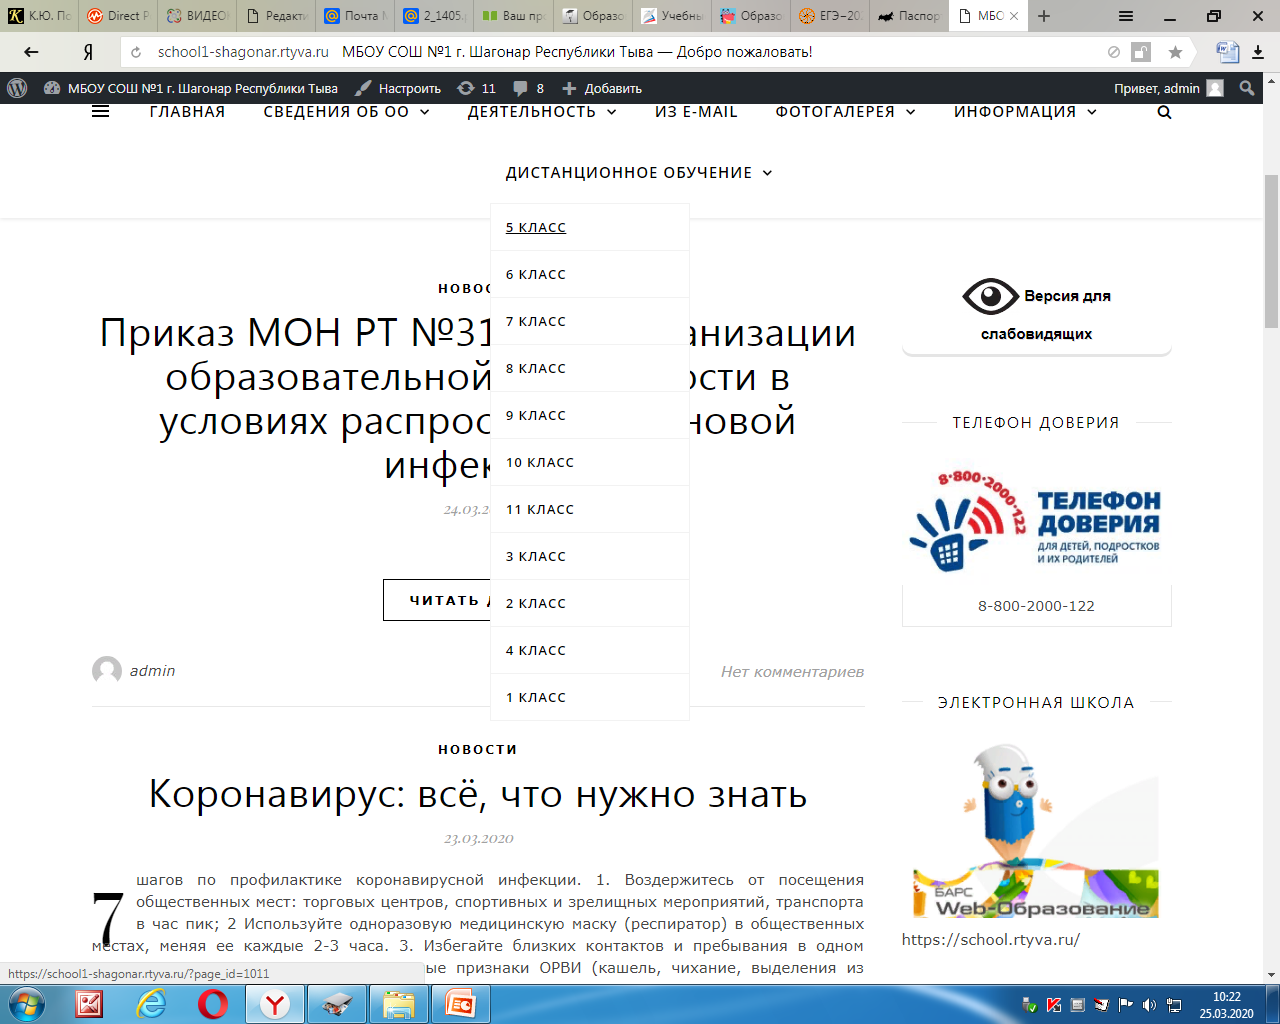 К.Ю. По
Direct Р
ВИДЕОН
Редакти
Почта М
2_1405.
Ваш пр
Образо
Учебны
Образо
ЕГЭ–20
Паспор
МБО
school1-shagonar.rtyva.ru МБОУ СОШ №1 г. Шагонар Республики Тыва — Добро пожаловать!
МБОУ СОШ №1 г. Шагонар Республики Тыва Настроить 11 8 Добавить Привет, admin
ГЛАВНАЯ СВЕДЕНИЯ ОБ ОО ДЕЯТЕЛЬНОСТЬ ИЗ E-MAIL ФОТОГАЛЕРЕЯ ИНФОРМАЦИЯ
ДИСТАНЦИОННОЕ ОБУЧЕНИЕ
5 КЛАСС
6 КЛАСС
7 КЛАСС
8 КЛАСС
9 КЛАСС
10 КЛАСС
11 КЛАСС
3 КЛАСС
2 КЛАСС
4 КЛАСС
1 КЛАСС
НОВОС
Приказ МОН РТ №31 анизации
образовательной ости в
условиях распрос новой
инфек
24.03.2
ЧИТАТЬ Д
admin
Нет комментариев
НОВОСТИ
Коронавирус: всё, что нужно знать
23.03.2020
7 шагов по профилактике коронавирусной инфекции. 1. Воздержитесь от посещения
общественных мест: торговых центров, спортивных и зрелищных мероприятий, транспорта
в час пик; 2 Используйте одноразовую медицинскую маску (респиратор) в общественных
местах, меняя ее каждые 2-3 часа. 3. Избегайте близких контактов и пребывания в одном
ые признаки ОРВИ (кашель, чихание, выделения из
Версия для
слабовидящих
ТЕЛЕФОН ДОВЕРИЯ
8-800-2000-122
ТЕЛЕФОН
ДОВЕРИЯ
ДЛЯ ДЕТЕЙ, ПОДРОСТКОВ
И ИХ РОДИТЕЛЕЙ
8-800-2000-122
ЭЛЕКТРОННАЯ ШКОЛА
БАРС
Web-Образование
https://school.rtyva.ru/
https://school1-shagonar.rtyva.ru/?page_id=1011
10:22
25.03.2020